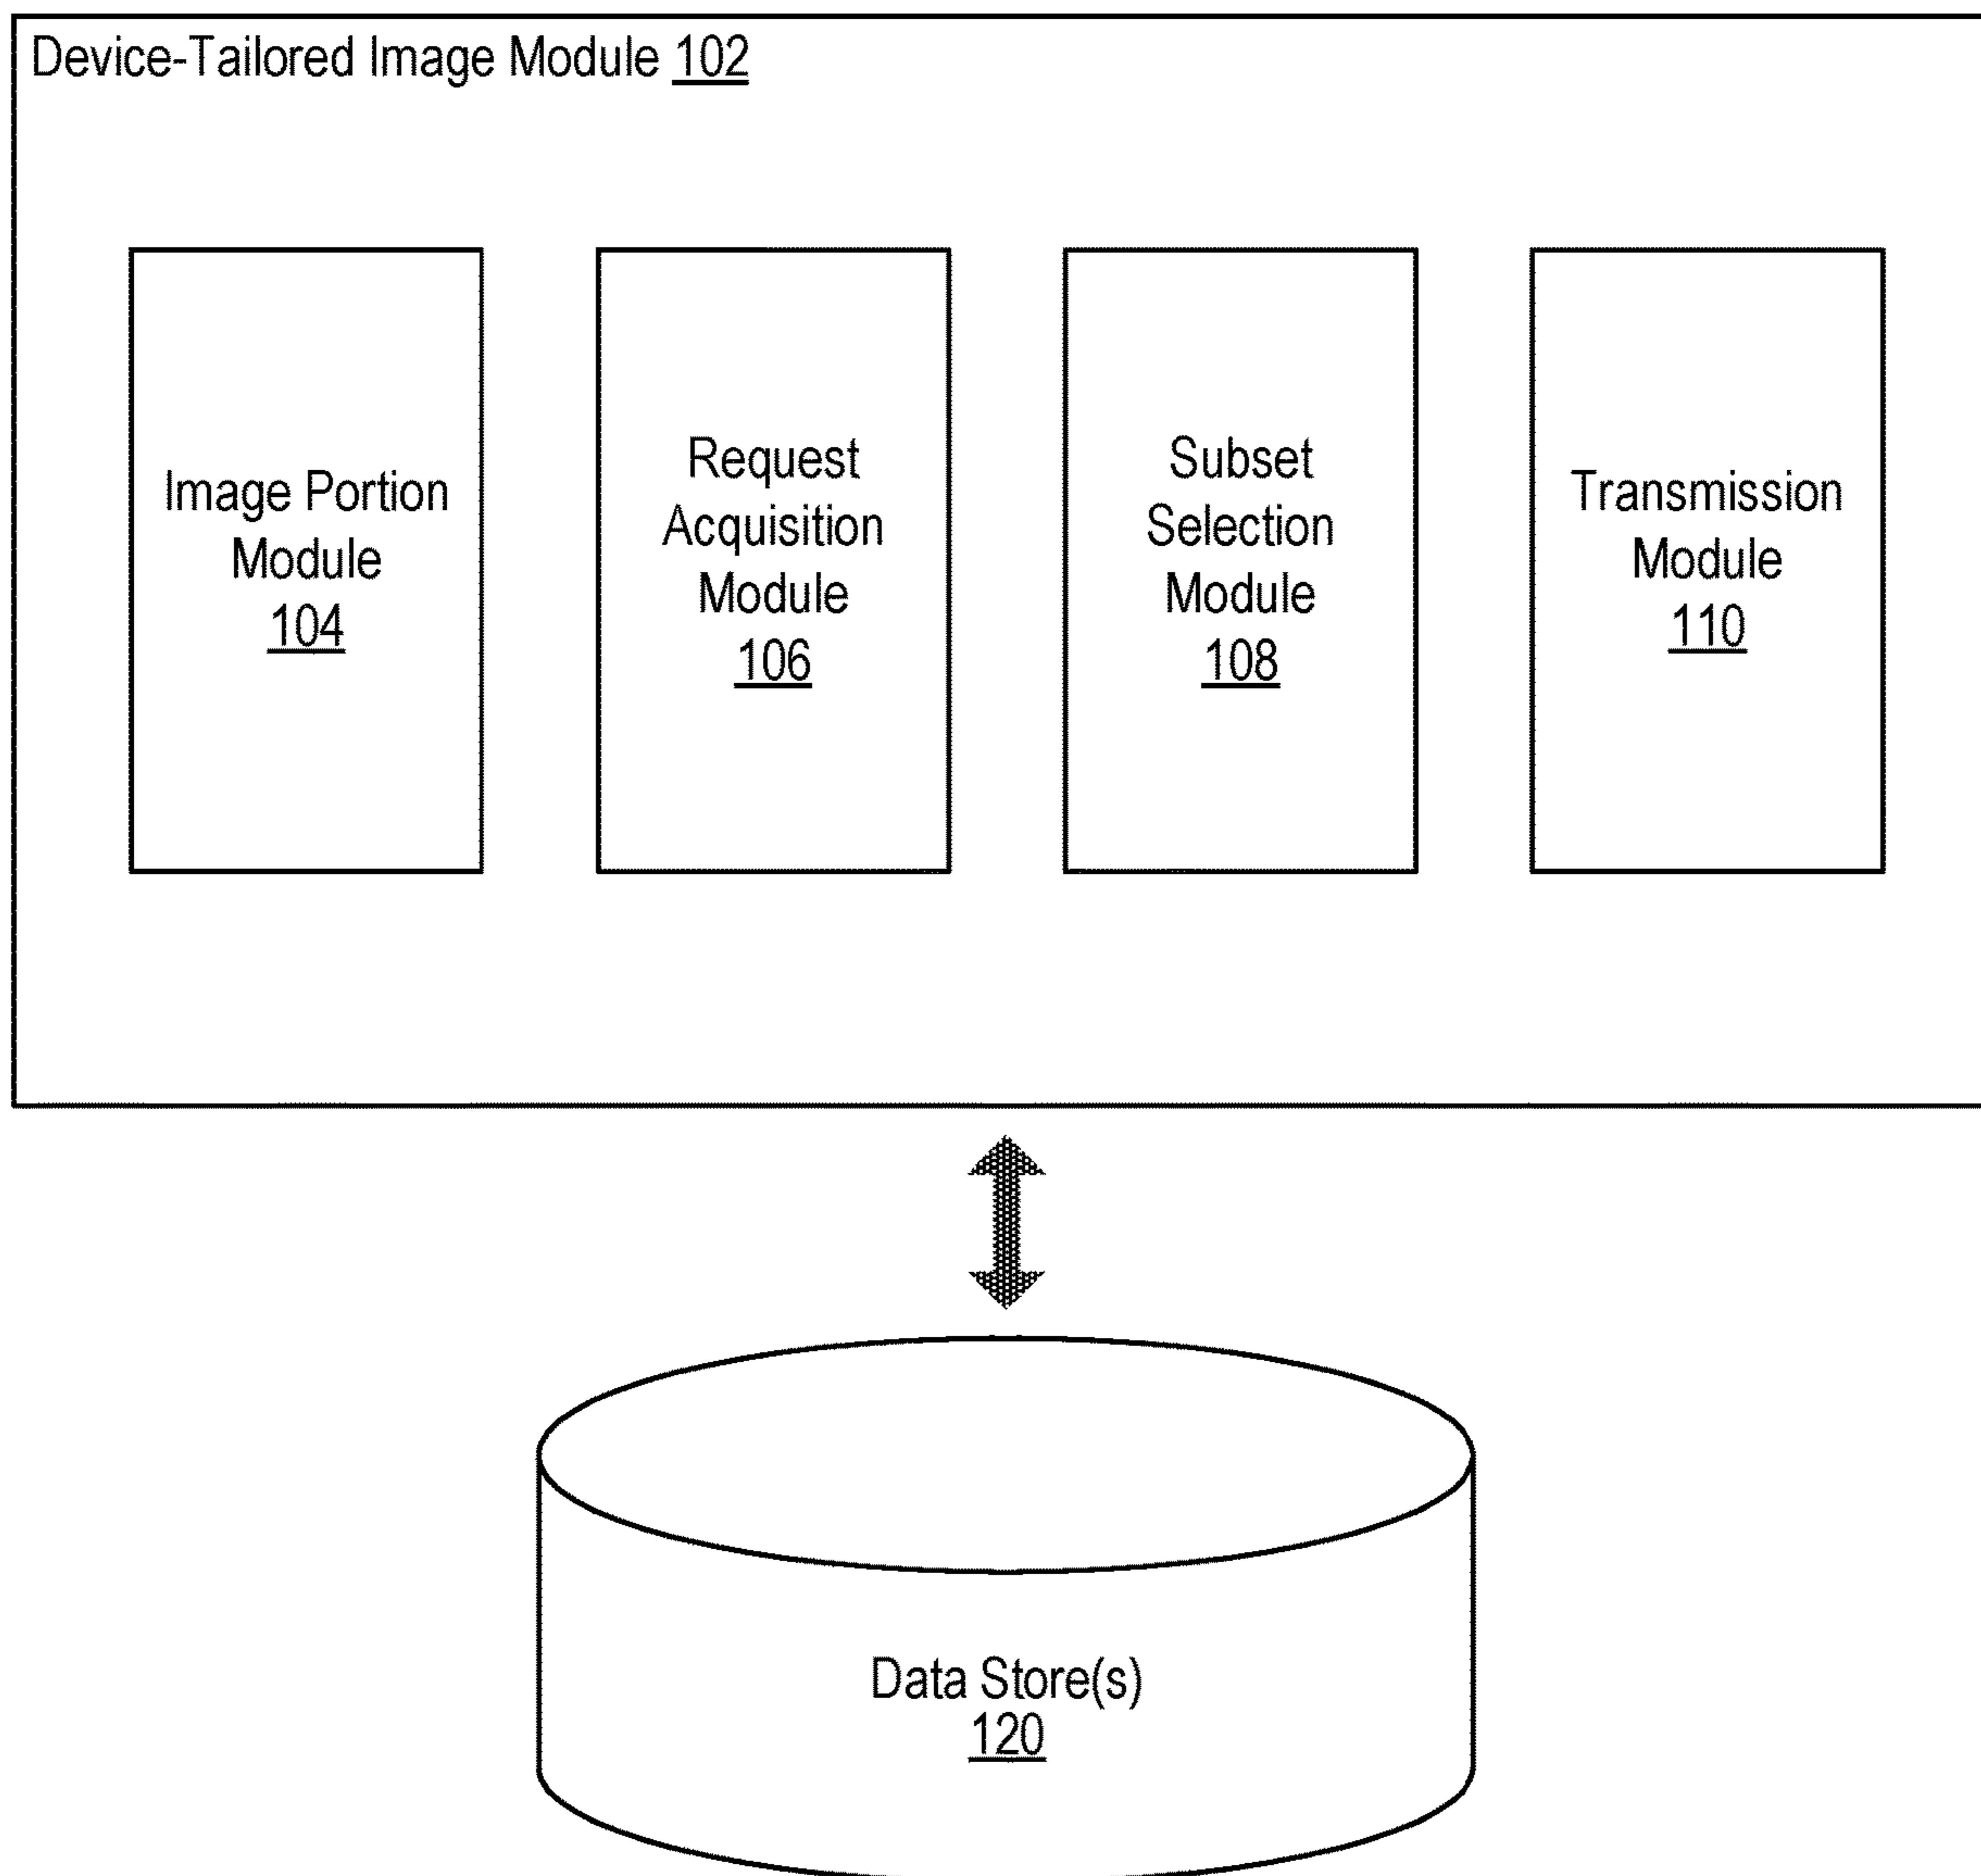 Device-Tailored Image Module 102
Image Portion
Module
104
Request
Acquisition
Module
106
Subset
Selection
Module
108
Transmission
Module
110
Data Store(s)
120